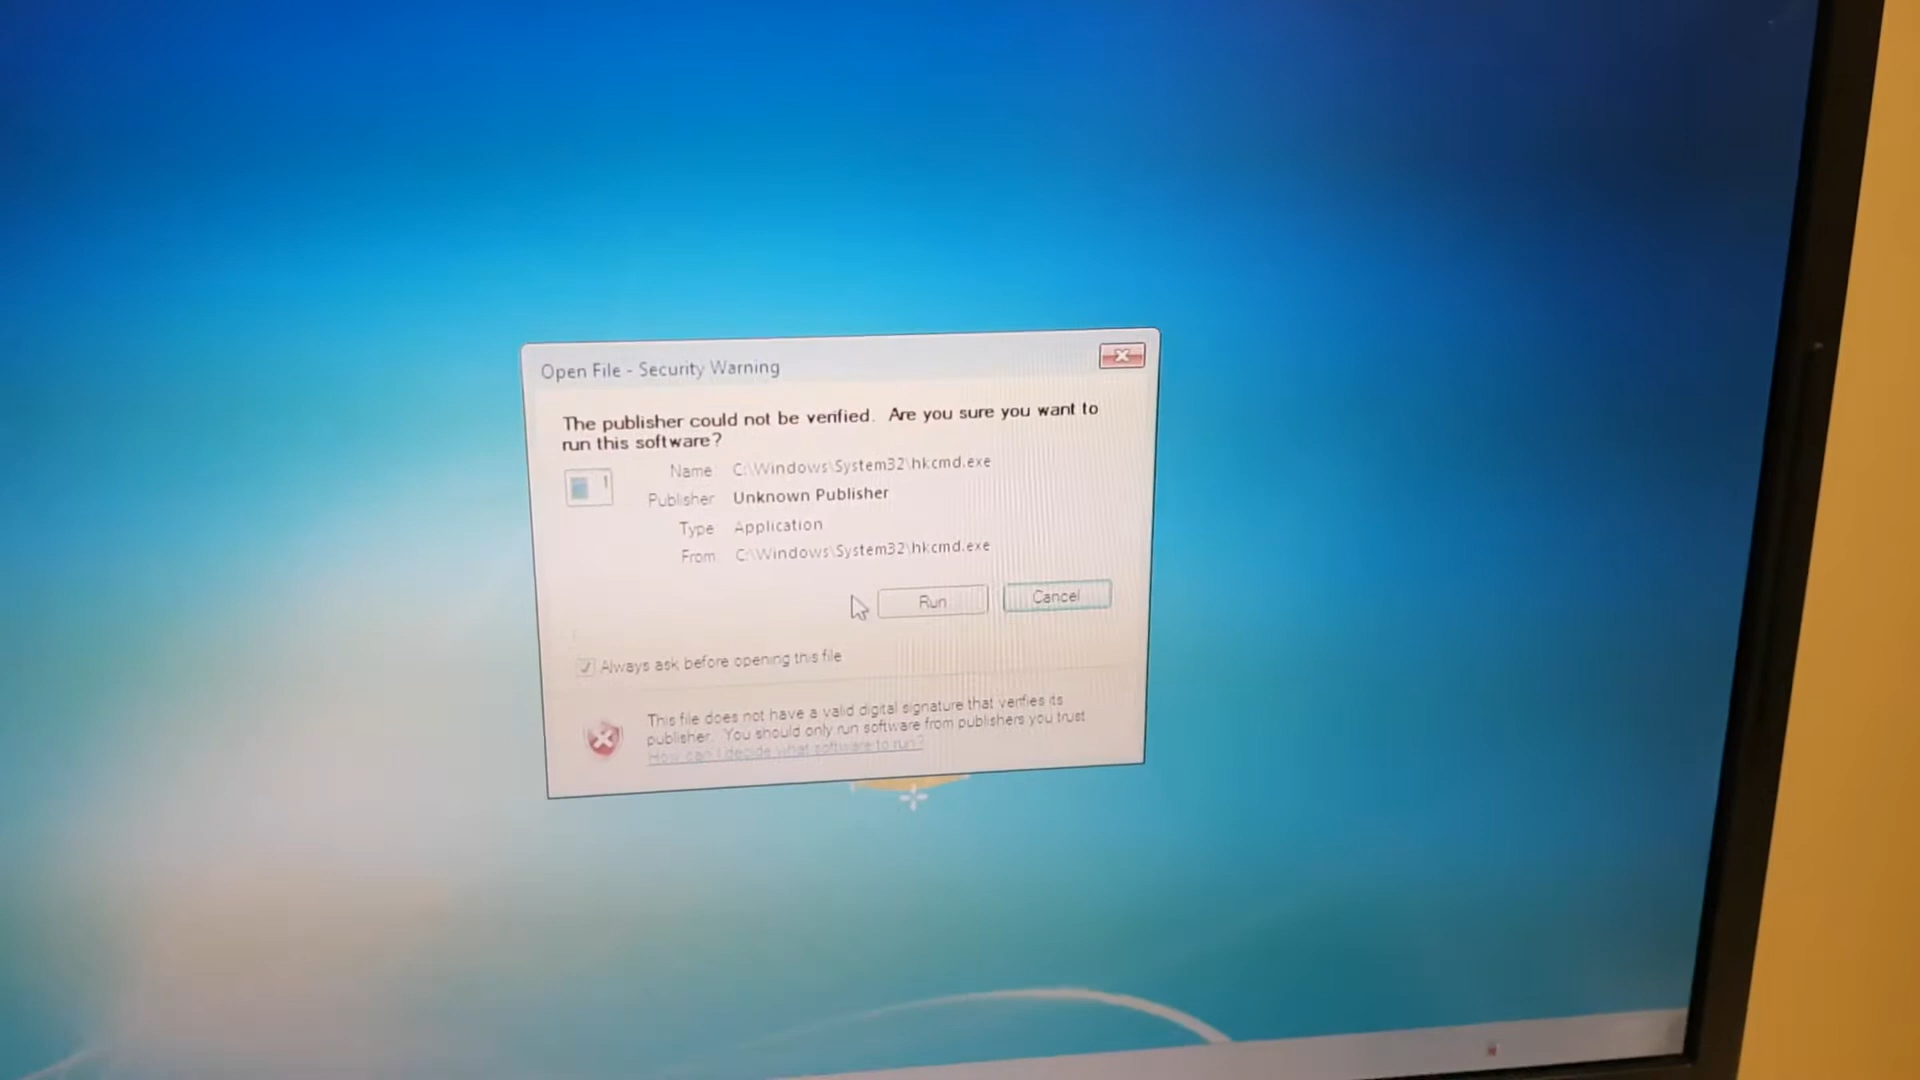 Open File - Security Warning
The publisher could not be verified. Are you sure you want to
run this software?
Name C:\Windows\System32\hkcmd.exe
Publisher Unknown Publisher
Type Application
From C:\Windows\System32\hkcmd.exe
Run Cancel
Always ask before opening this file
This file does not have a valid digital signature that verifies its
publisher. You should only run software from publishers you trust
How can I decide what software to run?